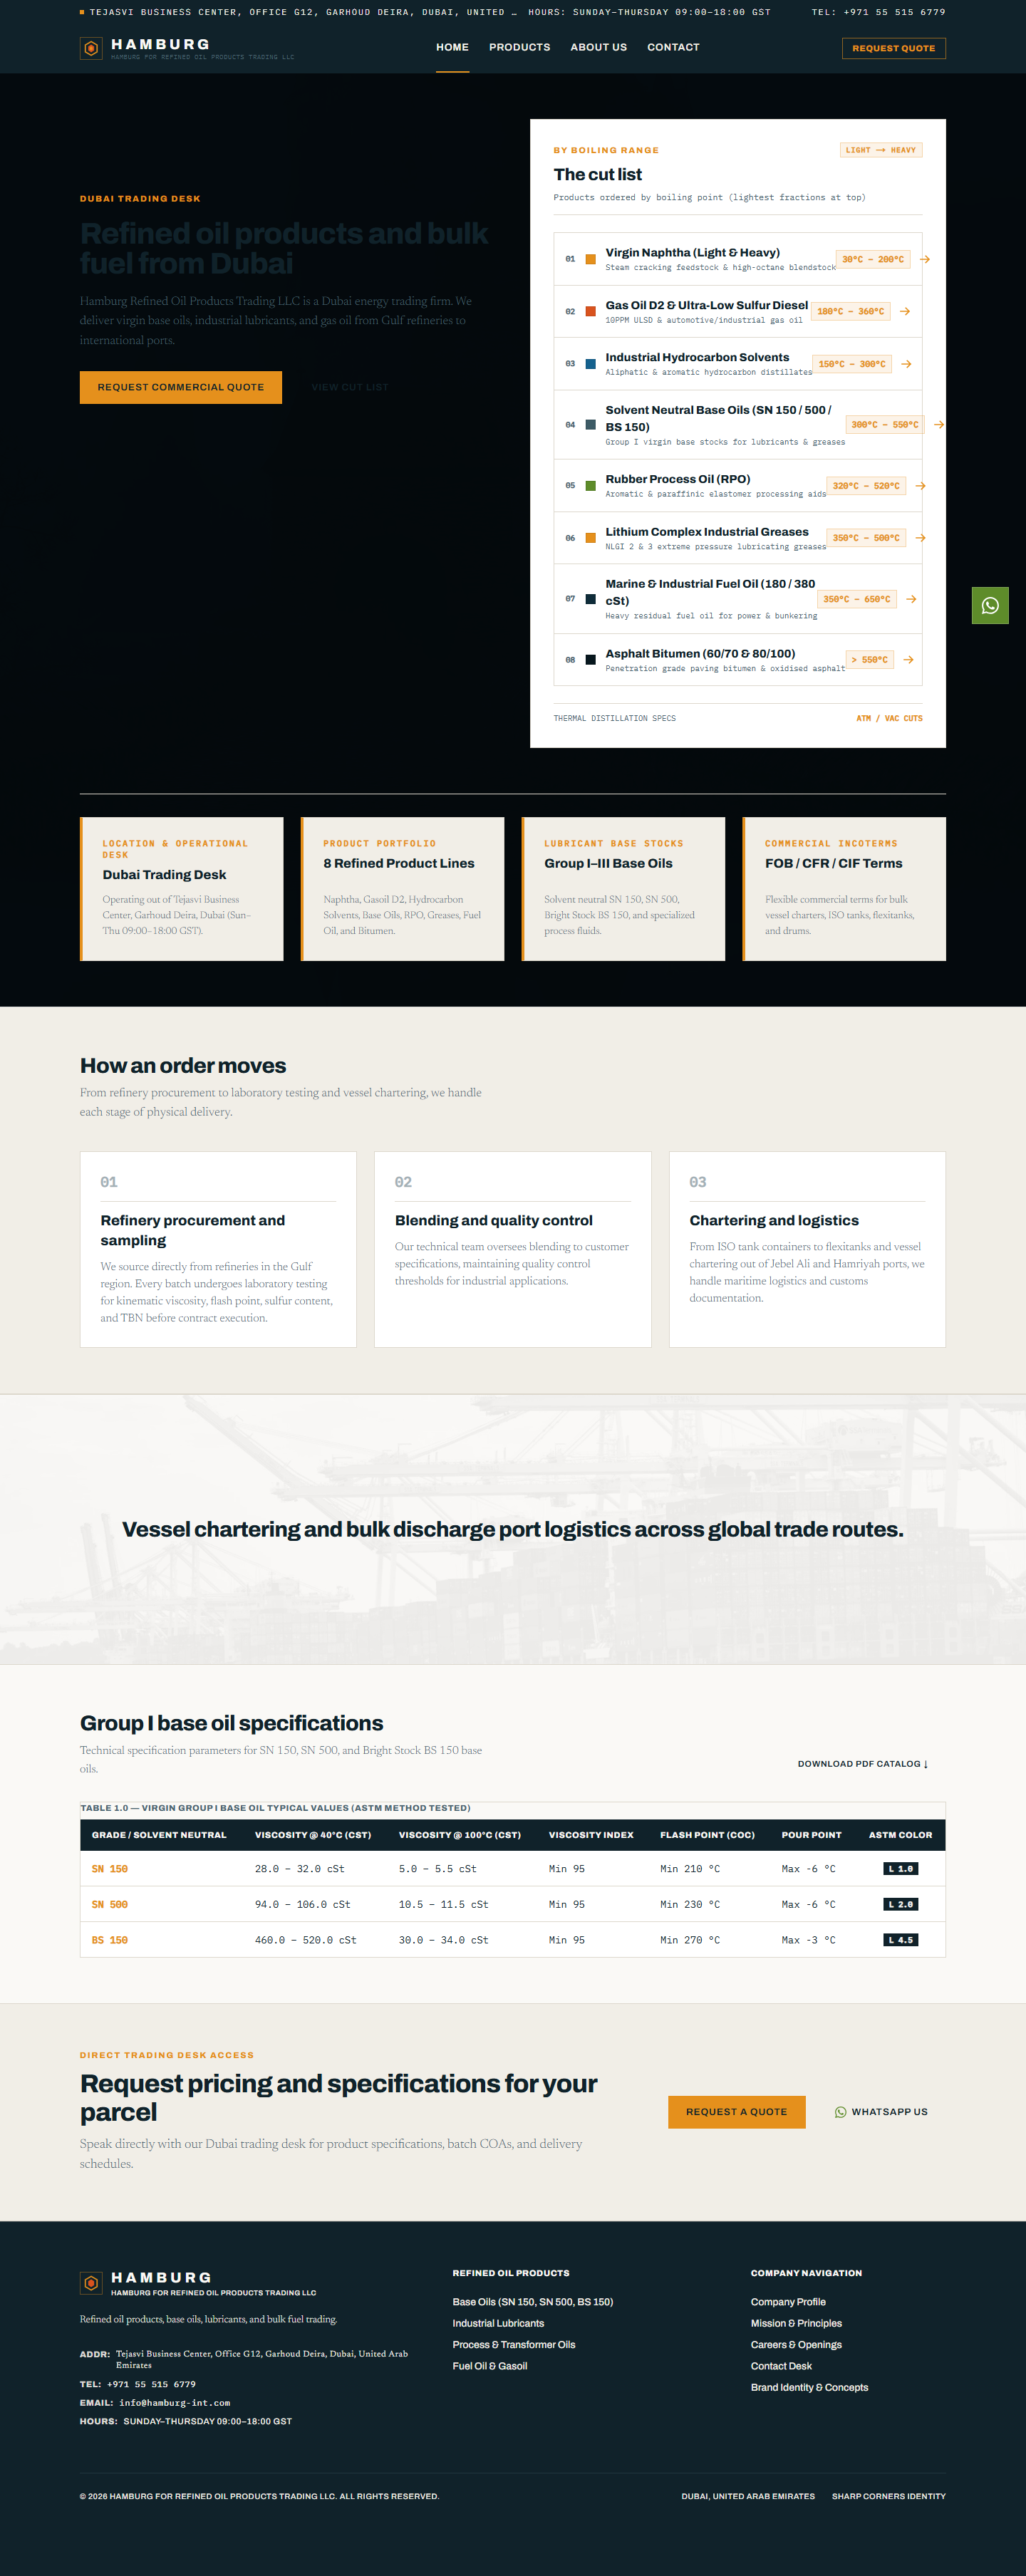 TEJASVI BUSINESS CENTER, OFFICE G12, GARHOUD DEIRA, DUBAI, UNITED … HOURS: SUNDAY–THURSDAY 09:00–18:00 GST TEL: +971 55 515 6779
HAMBURG
HAMBURG FOR REFINED OIL PRODUCTS TRADING LLC
HOME PRODUCTS ABOUT US CONTACT
REQUEST QUOTE
DUBAI TRADING DESK
Refined oil products and bulk
fuel from Dubai
Hamburg Refined Oil Products Trading LLC is a Dubai energy trading firm. We
deliver virgin base oils, industrial lubricants, and gas oil from Gulf refineries to
international ports.
REQUEST COMMERCIAL QUOTE
VIEW CUT LIST
BY BOILING RANGE
LIGHT ⟶ HEAVY
The cut list
Products ordered by boiling point (lightest fractions at top)
01 Virgin Naphtha (Light & Heavy)
Steam cracking feedstock & high-octane blendstock
30°C – 200°C →
02 Gas Oil D2 & Ultra-Low Sulfur Diesel
10PPM ULSD & automotive/industrial gas oil
180°C – 360°C →
03 Industrial Hydrocarbon Solvents
Aliphatic & aromatic hydrocarbon distillates
150°C – 300°C →
04 Solvent Neutral Base Oils (SN 150 / 500 /
BS 150)
Group I virgin base stocks for lubricants & greases
300°C – 550°C →
05 Rubber Process Oil (RPO)
Aromatic & paraffinic elastomer processing aids
320°C – 520°C →
06 Lithium Complex Industrial Greases
NLGI 2 & 3 extreme pressure lubricating greases
350°C – 500°C →
07 Marine & Industrial Fuel Oil (180 / 380
cSt)
Heavy residual fuel oil for power & bunkering
350°C – 650°C →
08 Asphalt Bitumen (60/70 & 80/100)
Penetration grade paving bitumen & oxidised asphalt
> 550°C →
THERMAL DISTILLATION SPECS
ATM / VAC CUTS
LOCATION & OPERATIONAL
DESK
Dubai Trading Desk
Operating out of Tejasvi Business
Center, Garhoud Deira, Dubai (Sun–
Thu 09:00–18:00 GST).
PRODUCT PORTFOLIO
8 Refined Product Lines
Naphtha, Gasoil D2, Hydrocarbon
Solvents, Base Oils, RPO, Greases, Fuel
Oil, and Bitumen.
LUBRICANT BASE STOCKS
Group I–III Base Oils
Solvent neutral SN 150, SN 500,
Bright Stock BS 150, and specialized
process fluids.
COMMERCIAL INCOTERMS
FOB / CFR / CIF Terms
Flexible commercial terms for bulk
vessel charters, ISO tanks, flexitanks,
and drums.
How an order moves
From refinery procurement to laboratory testing and vessel chartering, we handle
each stage of physical delivery.
01
Refinery procurement and
sampling
We source directly from refineries in the Gulf
region. Every batch undergoes laboratory testing
for kinematic viscosity, flash point, sulfur content,
and TBN before contract execution.
02
Blending and quality control
Our technical team oversees blending to customer
specifications, maintaining quality control
thresholds for industrial applications.
03
Chartering and logistics
From ISO tank containers to flexitanks and vessel
chartering out of Jebel Ali and Hamriyah ports, we
handle maritime logistics and customs
documentation.
Vessel chartering and bulk discharge port logistics across global trade routes.
Group I base oil specifications
Technical specification parameters for SN 150, SN 500, and Bright Stock BS 150 base
oils.
DOWNLOAD PDF CATALOG ↓
TABLE 1.0 — VIRGIN GROUP I BASE OIL TYPICAL VALUES (ASTM METHOD TESTED)
GRADE / SOLVENT NEUTRAL VISCOSITY @ 40°C (CST) VISCOSITY @ 100°C (CST) VISCOSITY INDEX FLASH POINT (COC) POUR POINT ASTM COLOR
SN 150 28.0 – 32.0 cSt 5.0 – 5.5 cSt Min 95 Min 210 °C Max -6 °C L 1.0
SN 500 94.0 – 106.0 cSt 10.5 – 11.5 cSt Min 95 Min 230 °C Max -6 °C L 2.0
BS 150 460.0 – 520.0 cSt 30.0 – 34.0 cSt Min 95 Min 270 °C Max -3 °C L 4.5
DIRECT TRADING DESK ACCESS
Request pricing and specifications for your
parcel
Speak directly with our Dubai trading desk for product specifications, batch COAs, and delivery
schedules.
REQUEST A QUOTE
WHATSAPP US
HAMBURG
HAMBURG FOR REFINED OIL PRODUCTS TRADING LLC
Refined oil products, base oils, lubricants, and bulk fuel trading.
ADDR: Tejasvi Business Center, Office G12, Garhoud Deira, Dubai, United Arab
Emirates
TEL: +971 55 515 6779
EMAIL: info@hamburg-int.com
HOURS: SUNDAY–THURSDAY 09:00–18:00 GST
REFINED OIL PRODUCTS
Base Oils (SN 150, SN 500, BS 150)
Industrial Lubricants
Process & Transformer Oils
Fuel Oil & Gasoil
COMPANY NAVIGATION
Company Profile
Mission & Principles
Careers & Openings
Contact Desk
Brand Identity & Concepts
© 2026 HAMBURG FOR REFINED OIL PRODUCTS TRADING LLC. ALL RIGHTS RESERVED.
DUBAI, UNITED ARAB EMIRATES SHARP CORNERS IDENTITY